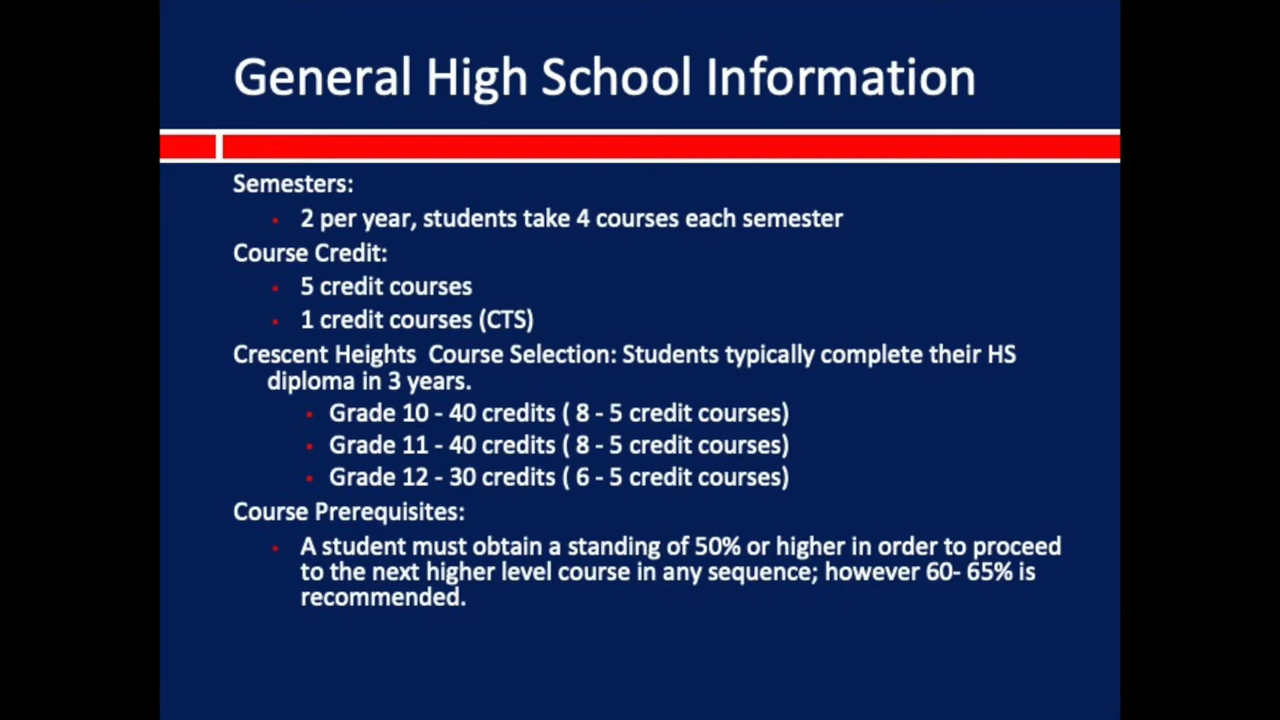 General High School Information
Semesters:
▪ 2 per year, students take 4 courses each semester
Course Credit:
▪ 5 credit courses
▪ 1 credit courses (CTS)
Crescent Heights  Course Selection: Students typically complete their HS
diploma in 3 years.
▪ Grade 10 - 40 credits ( 8 - 5 credit courses)
▪ Grade 11 - 40 credits ( 8 - 5 credit courses)
▪ Grade 12 - 30 credits ( 6 - 5 credit courses)
Course Prerequisites:
▪ A student must obtain a standing of 50% or higher in order to proceed
to the next higher level course in any sequence; however 60- 65% is
recommended.